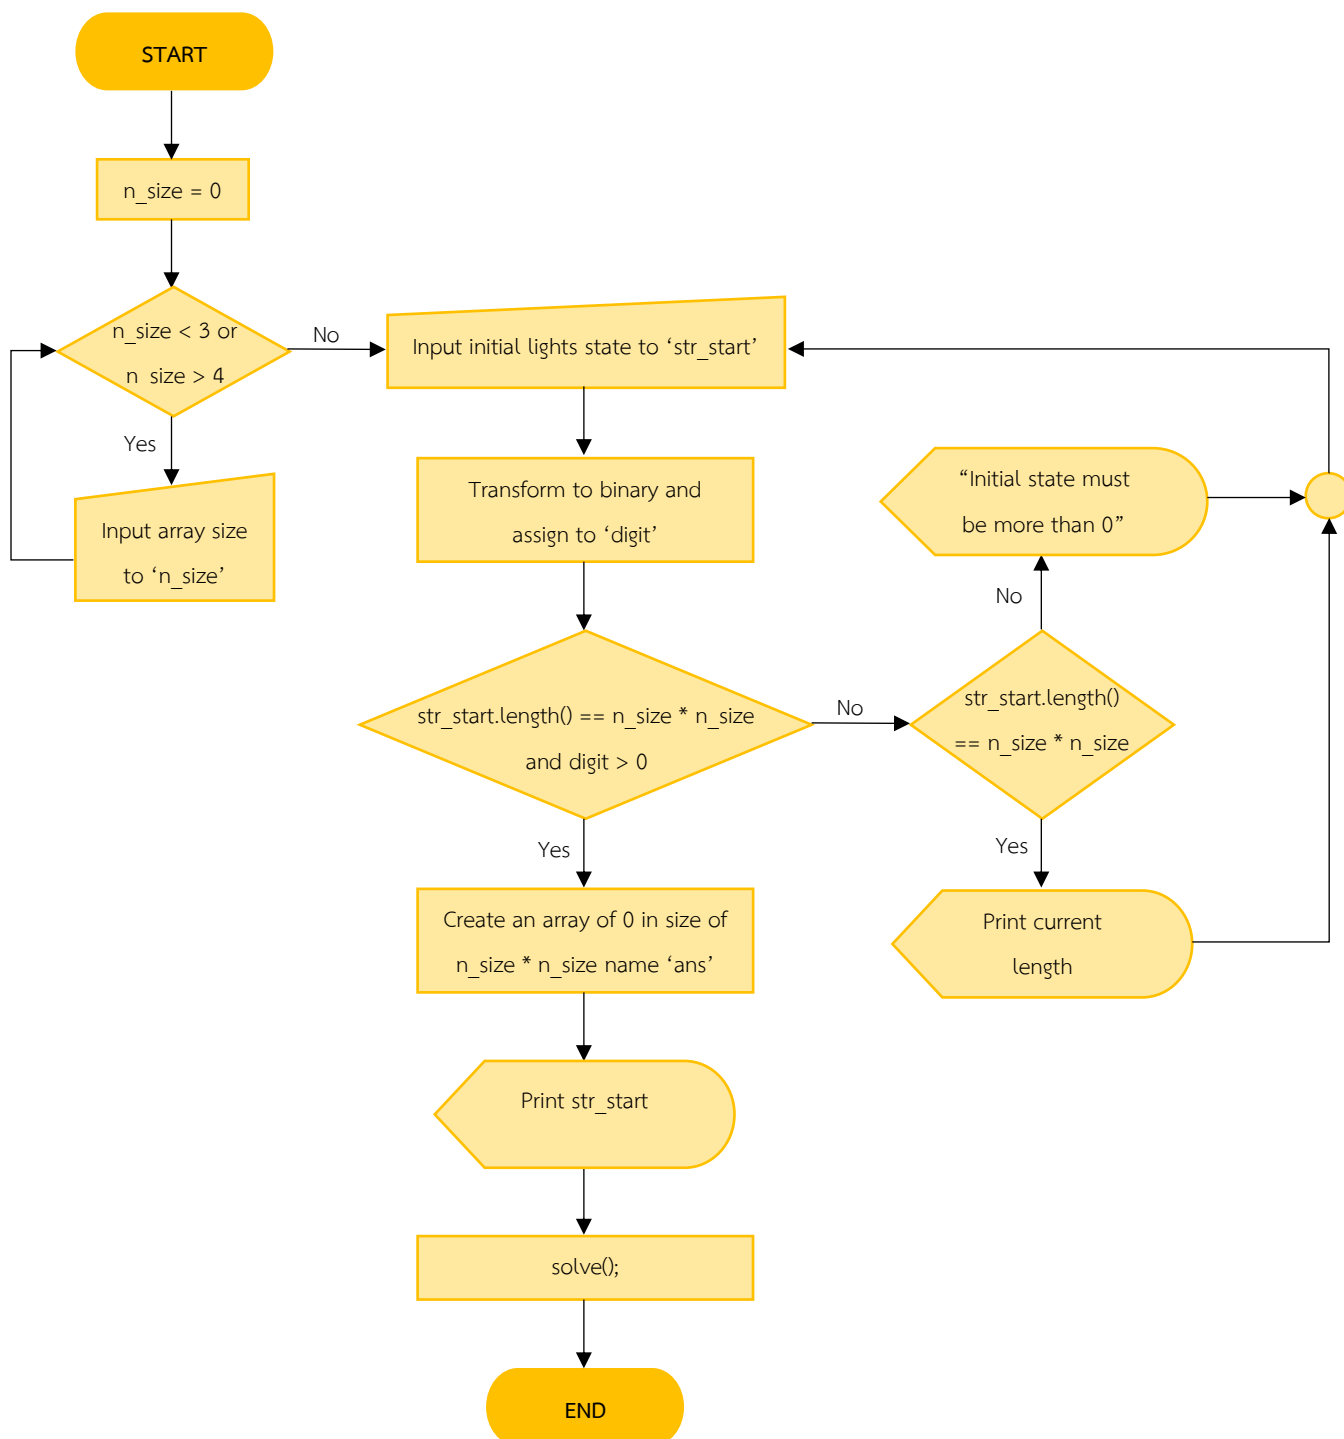 START
n_size = 0
n_size < 3 or
n_size > 4
No
Yes
Input array size
to ‘n_size’
Input initial lights state to ‘str_start’
Transform to binary and
assign to ‘digit’
str_start.length() == n_size * n_size
and digit > 0
No
Yes
str_start.length()
== n_size * n_size
No
“Initial state must
be more than 0”
Yes
Print current
length
Create an array of 0 in size of
n_size * n_size name ‘ans’
Print str_start
solve();
END